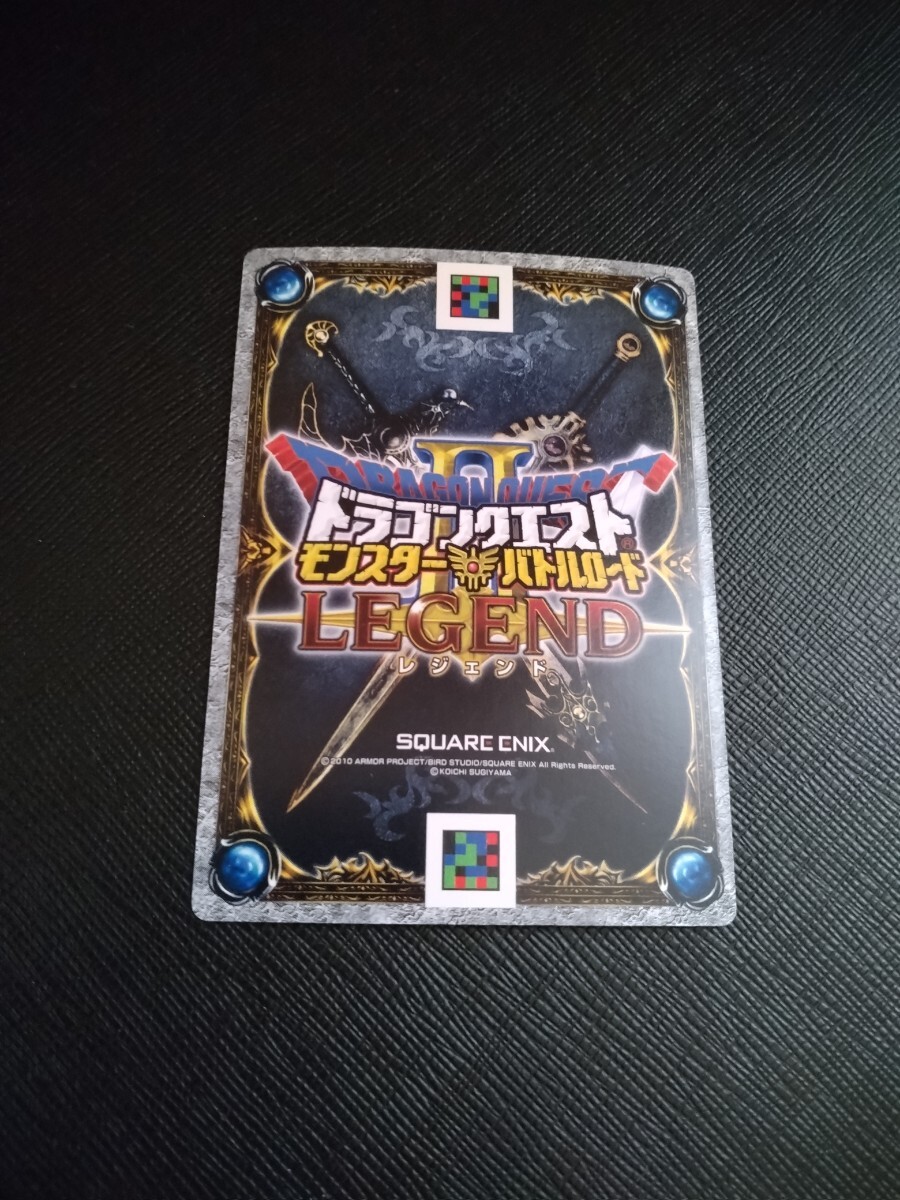 DRAGON QUEST
II
ドラゴンクエスト®
モンスターバトルロード
LEGEND
レジェンド
SQUARE ENIX®
©2010 ARMOR PROJECT/BIRD STUDIO/SQUARE ENIX All Rights Reserved.
©KOICHI SUGIYAMA